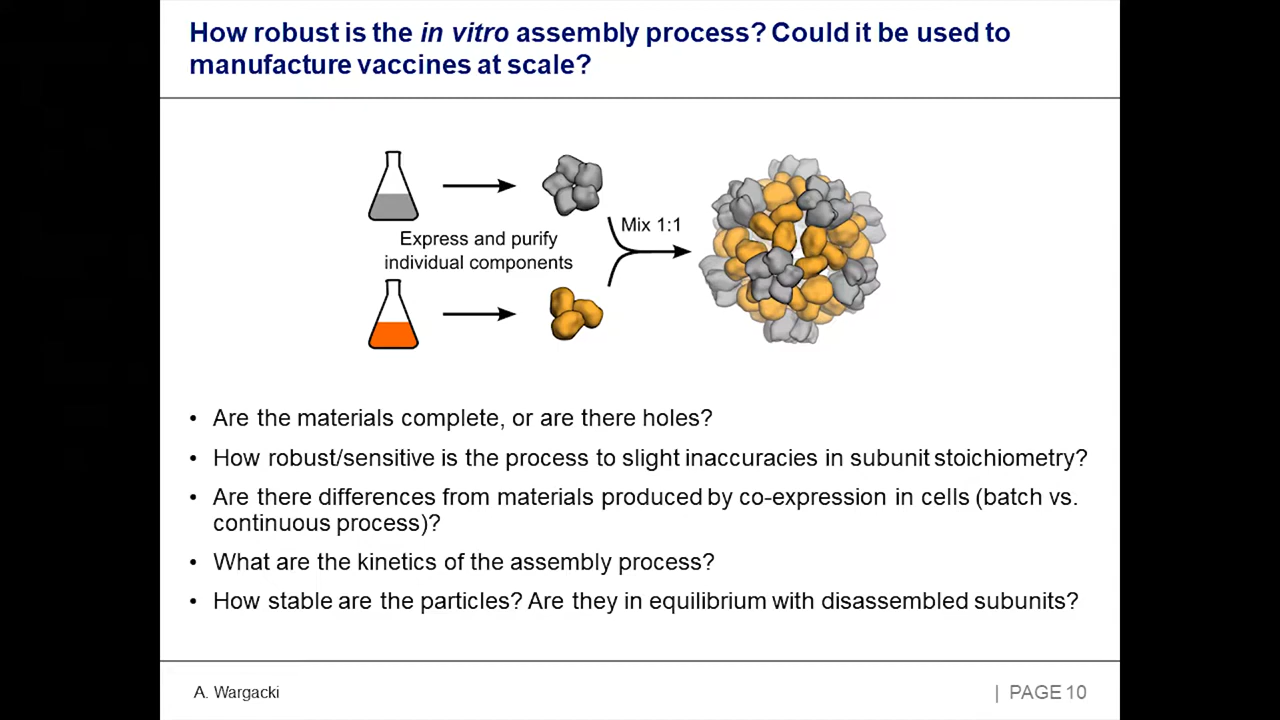 How robust is the in vitro assembly process? Could it be used to
manufacture vaccines at scale?
Express and purify
individual components
Mix 1:1
• Are the materials complete, or are there holes?
• How robust/sensitive is the process to slight inaccuracies in subunit stoichiometry?
• Are there differences from materials produced by co-expression in cells (batch vs.
continuous process)?
• What are the kinetics of the assembly process?
• How stable are the particles? Are they in equilibrium with disassembled subunits?
A. Wargacki
| PAGE 10